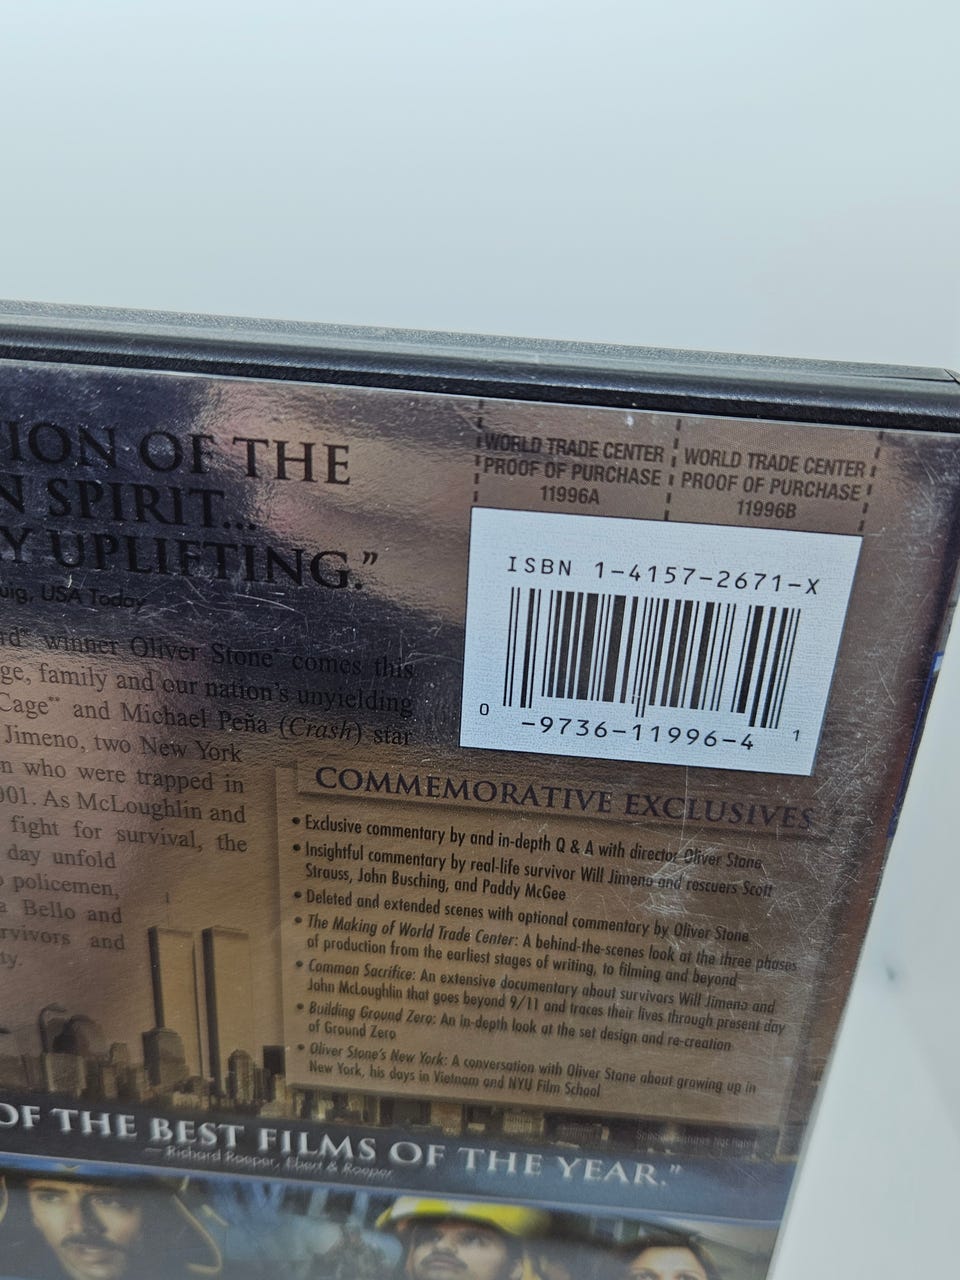 TION OF THE
N SPIRIT...
Y UPLIFTING."
uig, USA Today
rd® winner Oliver Stone comes this
ge, family and our nation's unyielding
Cage** and Michael Peña (Crash) star
Jimeno, two New York
n who were trapped in
001. As McLoughlin and
fight for survival, the
day unfold
o policemen,
a Bello and
rvivors and
ty.
WORLD TRADE CENTER
PROOF OF PURCHASE
11996A
WORLD TRADE CENTER
PROOF OF PURCHASE
11996B
ISBN 1-4157-2671-X
0 -9736-11996-4 1
COMMEMORATIVE EXCLUSIVES
• Exclusive commentary by and in-depth Q & A with director Oliver Stone
• Insightful commentary by real-life survivor Will Jimeno and rescuers Scott
Strauss, John Busching, and Paddy McGee
• Deleted and extended scenes with optional commentary by Oliver Stone
• The Making of World Trade Center: A behind-the-scenes look at the three phases
of production from the earliest stages of writing, to filming and beyond
• Common Sacrifice: An extensive documentary about survivors Will Jimeno and
John McLoughlin that goes beyond 9/11 and traces their lives through present day
• Building Ground Zero: An in-depth look at the set design and re-creation
of Ground Zero
• Oliver Stone's New York: A conversation with Oliver Stone about growing up in
New York, his days in Vietnam and NYU Film School
OF THE BEST FILMS OF THE YEAR."
— Richard Roeper, Ebert & Roeper